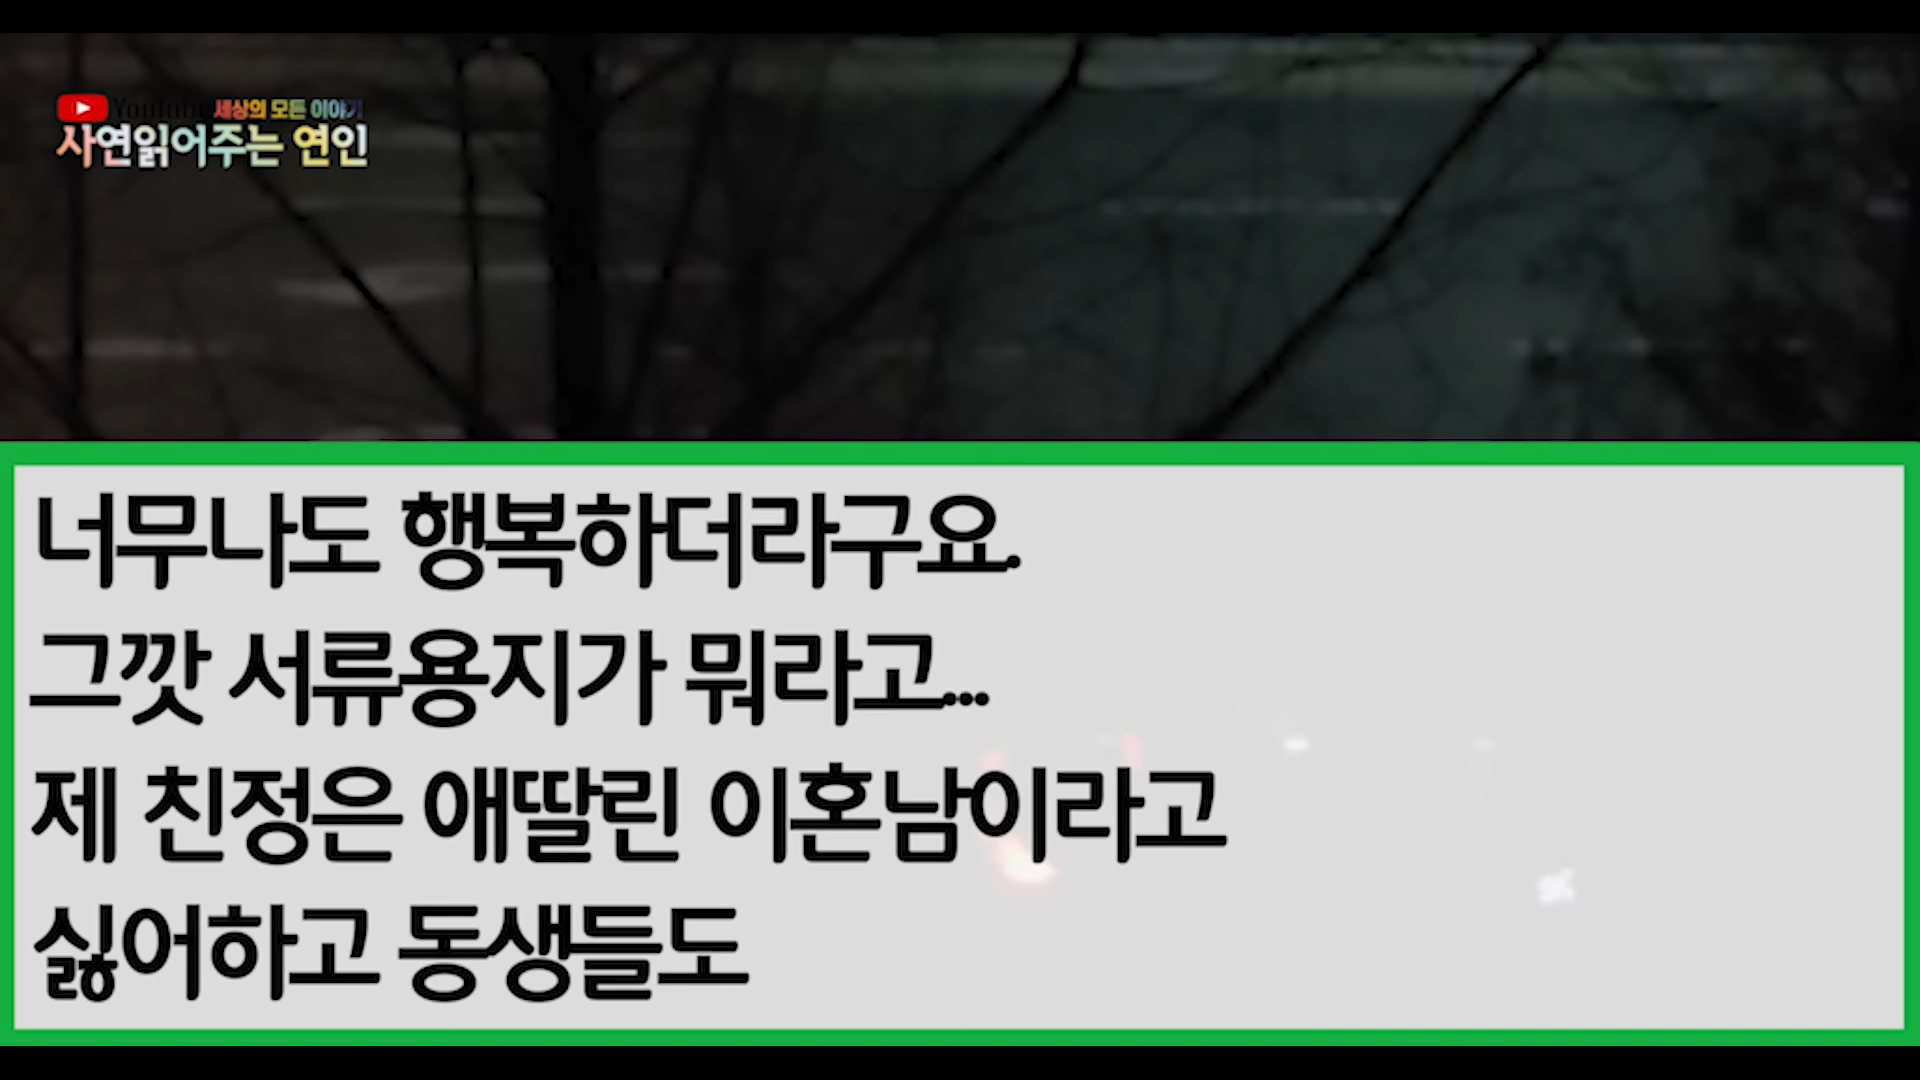 YouTube 세상의 모든 이야기
사연읽어주는 연인
너무나도 행복하더라구요.
그깟 서류용지가 뭐라고...
제 친정은 애딸린 이혼남이라고
싫어하고 동생들도